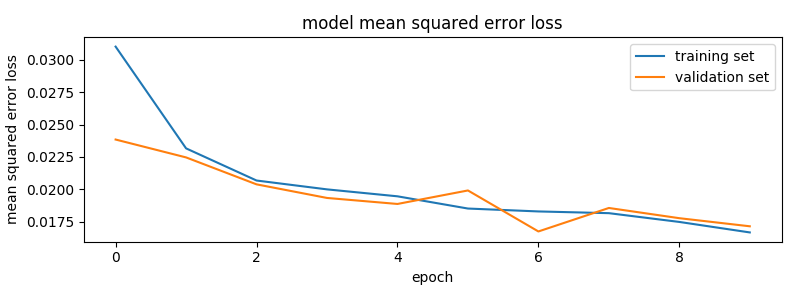 model mean squared error loss
mean squared error loss
0.0300
0.0275
0.0250
0.0225
0.0200
0.0175
training set
validation set
0 2 4 6 8
epoch